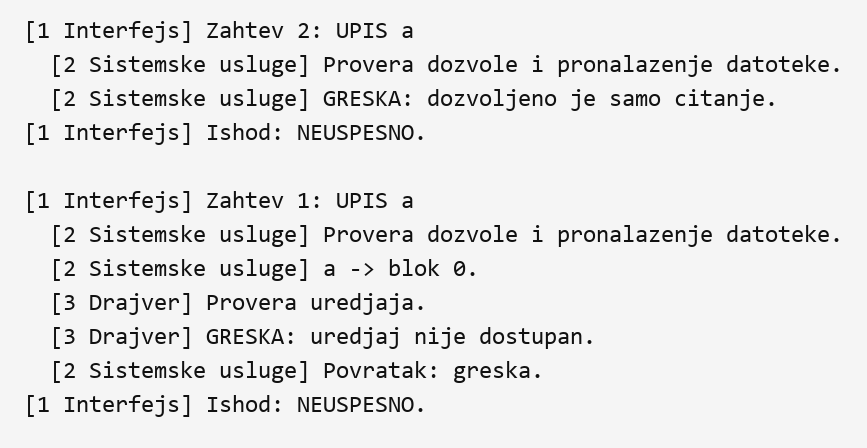 [1 Interfejs] Zahtev 2: UPIS a
[2 Sistemske usluge] Provera dozvole i pronalazenje datoteke.
[2 Sistemske usluge] GRESKA: dozvoljeno je samo citanje.
[1 Interfejs] Ishod: NEUSPESNO.
[1 Interfejs] Zahtev 1: UPIS a
[2 Sistemske usluge] Provera dozvole i pronalazenje datoteke.
[2 Sistemske usluge] a -> blok 0.
[3 Drajver] Provera uredjaja.
[3 Drajver] GRESKA: uredjaj nije dostupan.
[2 Sistemske usluge] Povratak: greska.
[1 Interfejs] Ishod: NEUSPESNO.